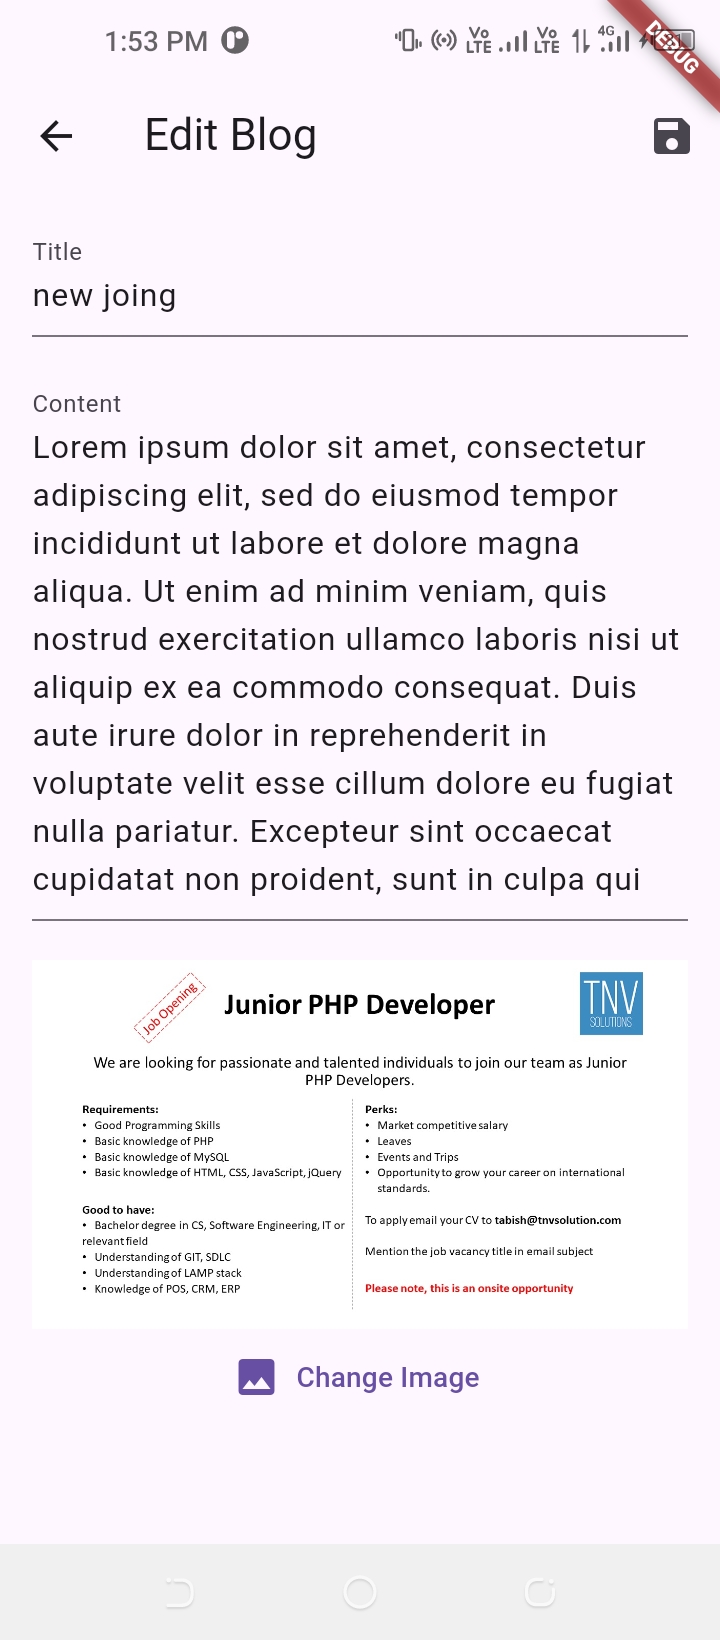 1:53 PM
Vo LTE Vo LTE 4G
DEBUG
Edit Blog
Title
new joing
Content
Lorem ipsum dolor sit amet, consectetur
adipiscing elit, sed do eiusmod tempor
incididunt ut labore et dolore magna
aliqua. Ut enim ad minim veniam, quis
nostrud exercitation ullamco laboris nisi ut
aliquip ex ea commodo consequat. Duis
aute irure dolor in reprehenderit in
voluptate velit esse cillum dolore eu fugiat
nulla pariatur. Excepteur sint occaecat
cupidatat non proident, sunt in culpa qui
Job Opening
Junior PHP Developer
TNV
SOLUTIONS
We are looking for passionate and talented individuals to join our team as Junior
PHP Developers.
Requirements:
• Good Programming Skills
• Basic knowledge of PHP
• Basic knowledge of MySQL
• Basic knowledge of HTML, CSS, JavaScript, jQuery
Good to have:
• Bachelor degree in CS, Software Engineering, IT or
relevant field
• Understanding of GIT, SDLC
• Understanding of LAMP stack
• Knowledge of POS, CRM, ERP
Perks:
• Market competitive salary
• Leaves
• Events and Trips
• Opportunity to grow your career on international
standards.
To apply email your CV to tabish@tnvsolution.com
Mention the job vacancy title in email subject
Please note, this is an onsite opportunity
Change Image